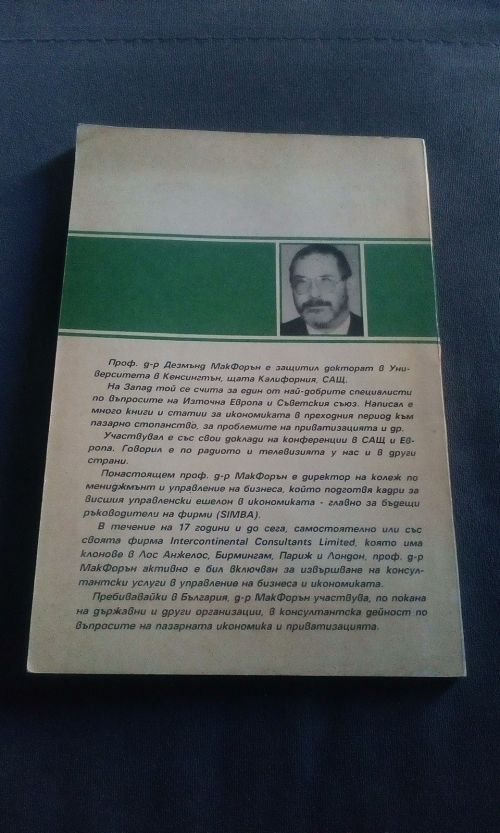 Проф. д-р Дезмънд МакФорън е защитил докторат в Уни-
верситета в Кенсингтън, щата Калифорния, САЩ.
На Запад той се счита за един от най-добрите специалисти
по въпросите на Източна Европа и Съветския съюз. Написал е
много книги и статии за икономиката в преходния период към
пазарно стопанство, за проблемите на приватизацията и др.
Участвувал е със свои доклади на конференции в САЩ и Ев-
ропа. Говорил е по радиото и телевизията у нас и в други
страни.
Понастоящем проф. д-р МакФорън е директор на колеж по
мениджмънт и управление на бизнеса, който подготвя кадри за
висшия управленски ешелон в икономиката - главно за бъдещи
ръководители на фирми (SIMBA).
В течение на 17 години и до сега, самостоятелно или със
своята фирма Intercontinental Consultants Limited, която има
клонове в Лос Анжелос, Бирмингам, Париж и Лондон, проф. д-р
МакФорън активно е бил включван за извършване на консул-
тантски услуги в управление на бизнеса и икономиката.
Пребивавайки в България, д-р МакФорън участвува, по покана
на държавни и други организации, в консултантска дейност по
въпросите на пазарната икономика и приватизацията.